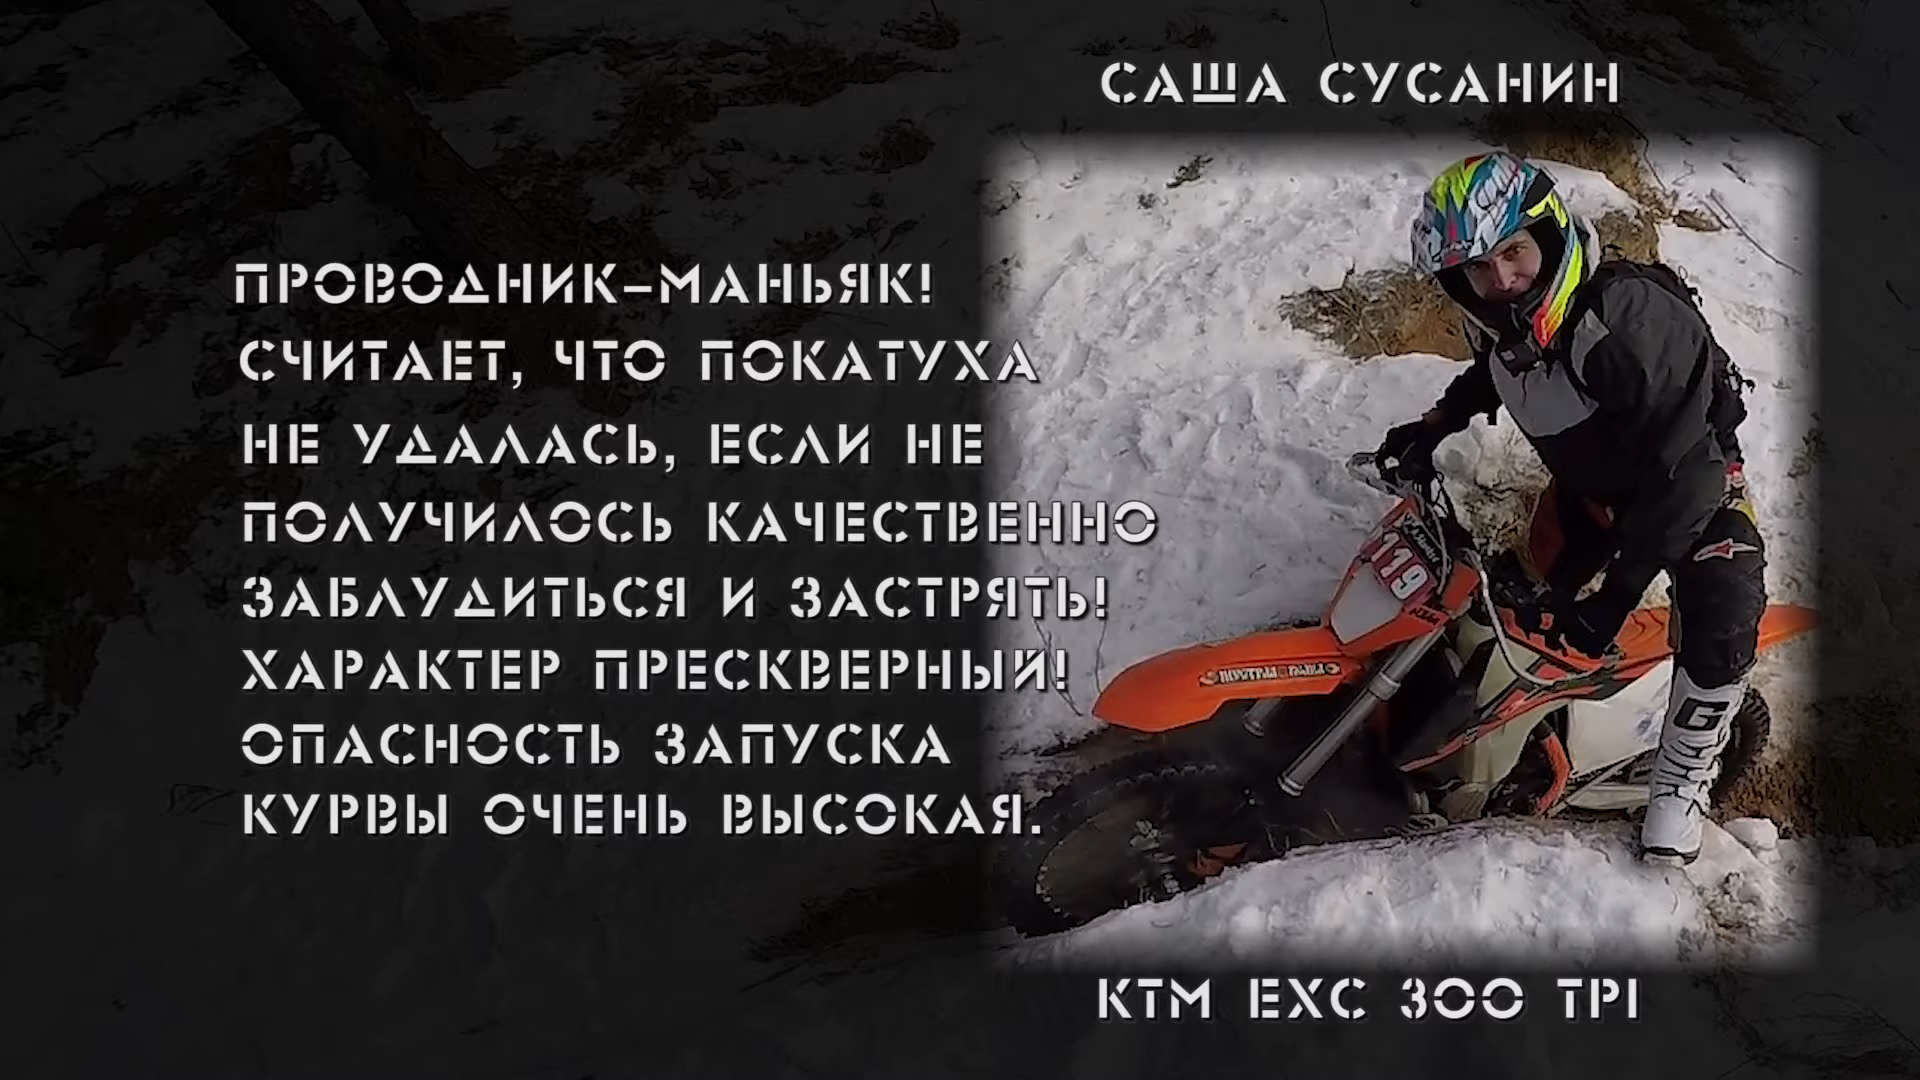 САША СУСАНИН
ПРОВОДНИК-МАНЬЯК!
СЧИТАЕТ, ЧТО ПОКАТУХА
НЕ УДАЛАСЬ, ЕСЛИ НЕ
ПОЛУЧИЛОСЬ КАЧЕСТВЕННО
ЗАБЛУДИТЬСЯ И ЗАСТРЯТЬ!
ХАРАКТЕР ПРЕСКВЕРНЫЙ!
ОПАСНОСТЬ ЗАПУСКА
КУРВЫ ОЧЕНЬ ВЫСОКАЯ.
119
G
KTM EXC 300 TPI